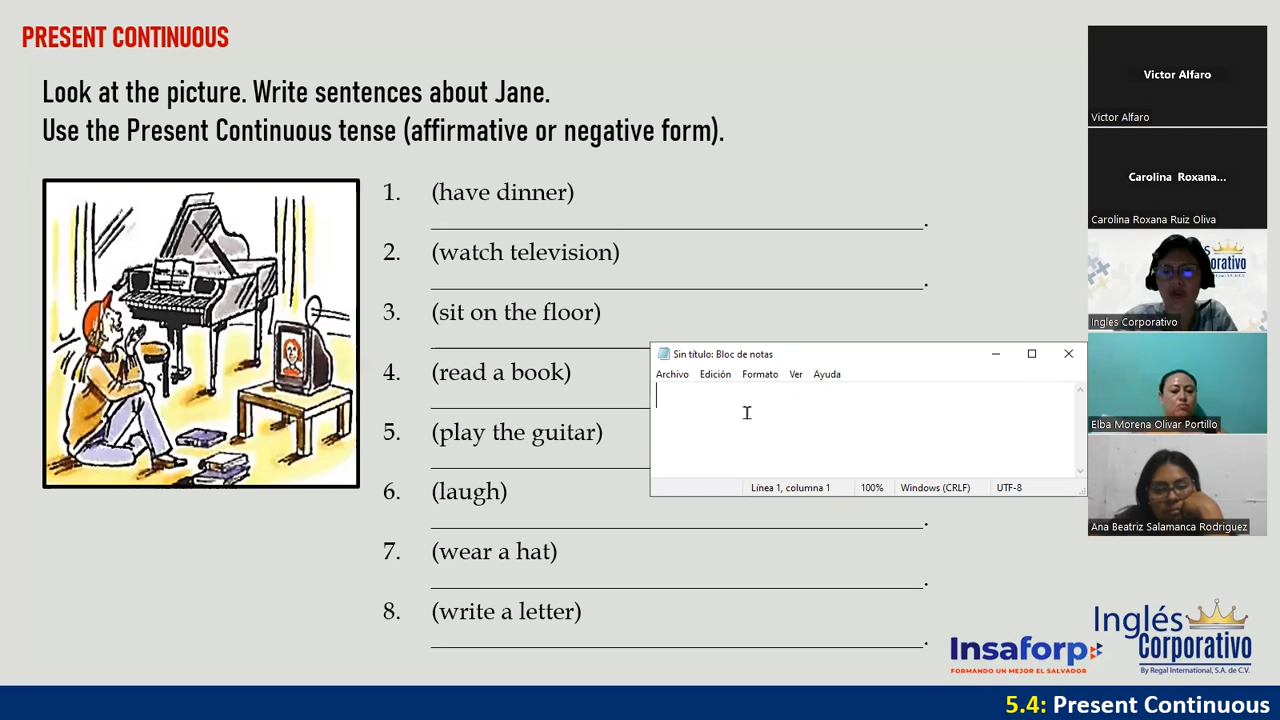 PRESENT CONTINUOUS
Look at the picture. Write sentences about Jane.
Use the Present Continuous tense (affirmative or negative form).
1. (have dinner)
.
2. (watch television)
.
3. (sit on the floor)
4. (read a book)
5. (play the guitar)
6. (laugh)
.
7. (wear a hat)
.
8. (write a letter)
.
Sin título: Bloc de notas
Archivo Edición Formato Ver Ayuda
Línea 1, columna 1 100% Windows (CRLF) UTF-8
Victor Alfaro
Victor Alfaro
Carolina Roxana...
Carolina Roxana Ruiz Oliva
Ingles Corporativo
Elba Morena Olivar Portillo
Ana Beatriz Salamanca Rodriguez
Insaforp
FORMANDO UN MEJOR EL SALVADOR
Inglés
Corporativo
By Regal International, S.A. de C.V.
5.4: Present Continuous